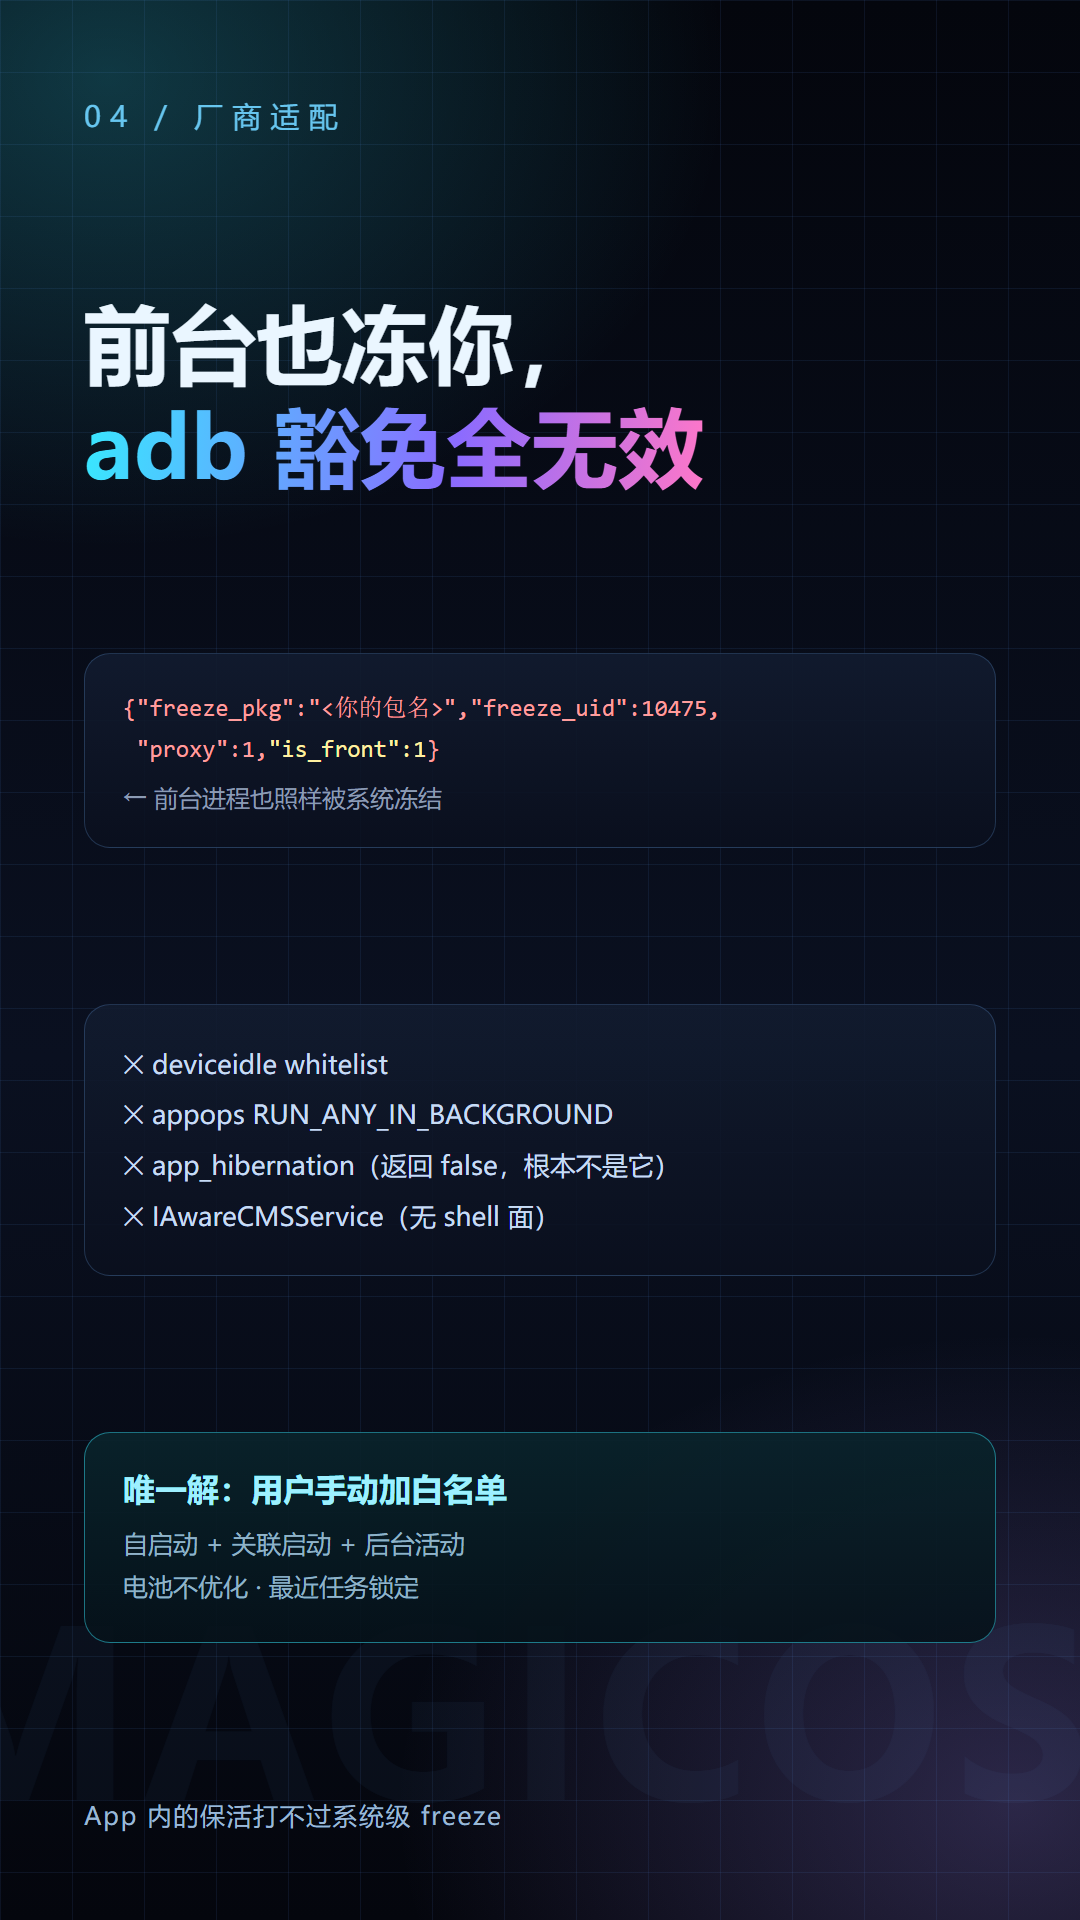 04 / 厂商适配
前台也冻你，
adb 豁免全无效
{"freeze_pkg":"<你的包名>","freeze_uid":10475,
"proxy":1,"is_front":1}
← 前台进程也照样被系统冻结
× deviceidle whitelist
× appops RUN_ANY_IN_BACKGROUND
× app_hibernation（返回 false，根本不是它）
× IAwareCMSService（无 shell 面）
唯一解：用户手动加白名单
自启动 + 关联启动 + 后台活动
电池不优化 · 最近任务锁定
MAGICOS
App 内的保活打不过系统级 freeze